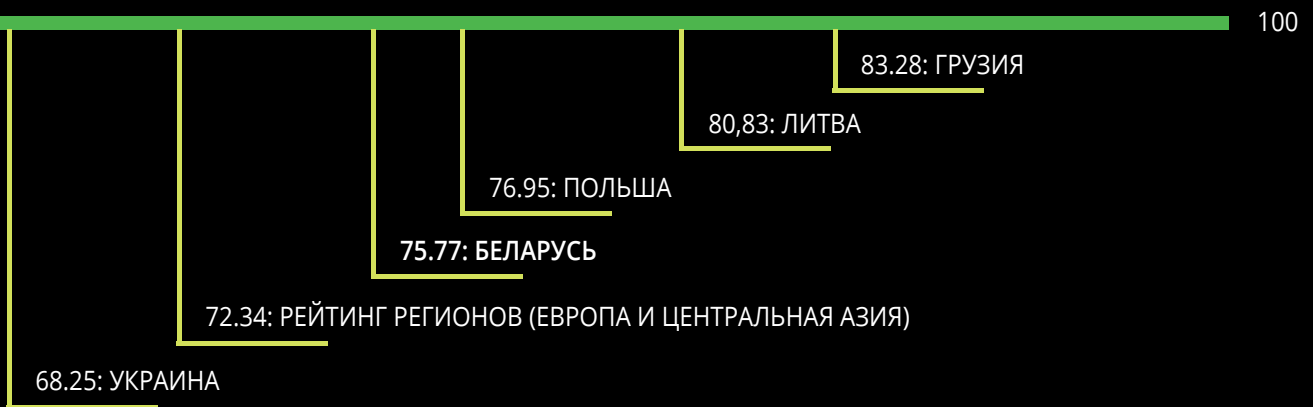 100
83.28: ГРУЗИЯ
80,83: ЛИТВА
76.95: ПОЛЬША
75.77: БЕЛАРУСЬ
72.34: РЕЙТИНГ РЕГИОНОВ (ЕВРОПА И ЦЕНТРАЛЬНАЯ АЗИЯ)
68.25: УКРАИНА